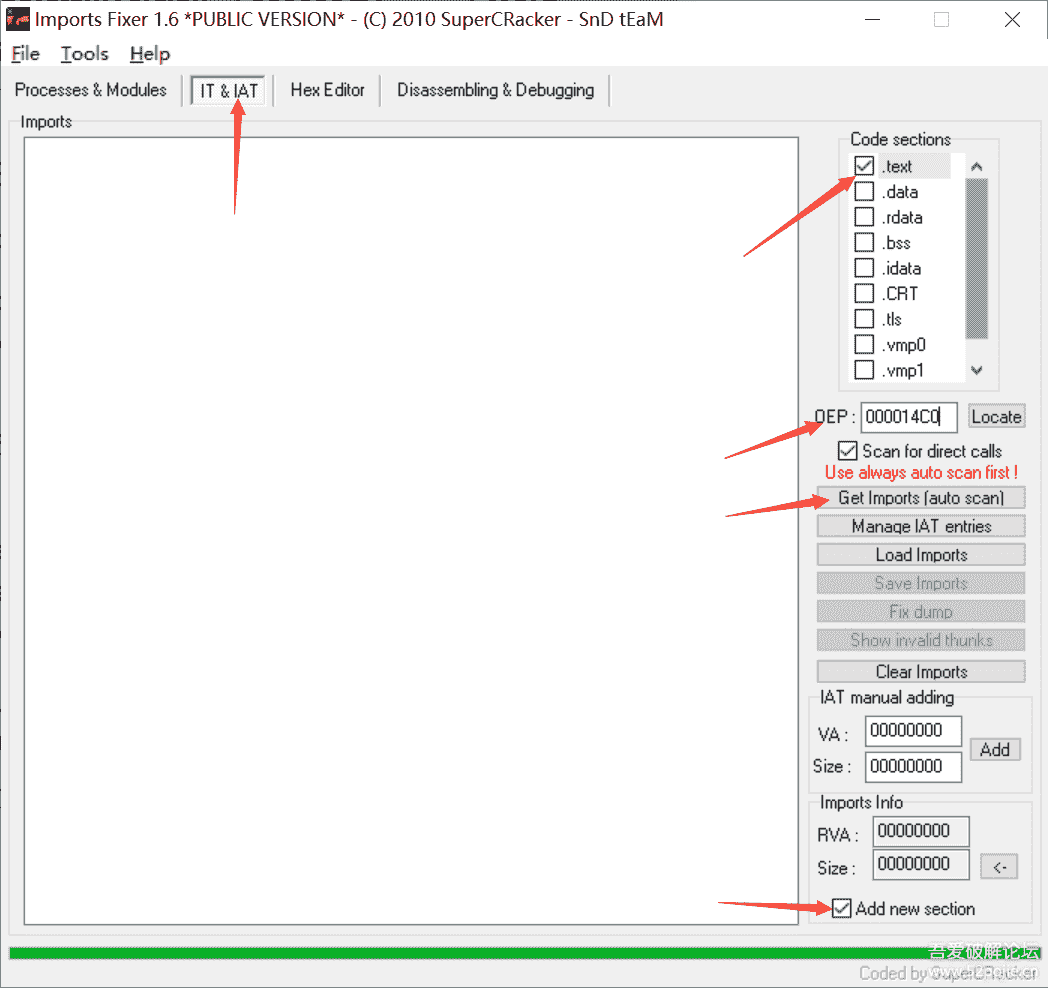 Imports Fixer 1.6 *PUBLIC VERSION* - (C) 2010 SuperCRacker - SnD tEaM
File Tools Help
Processes & Modules IT & IAT Hex Editor Disassembling & Debugging
Imports
Code sections
.text
.data
.rdata
.bss
.idata
.CRT
.tls
.vmp0
.vmp1
OEP : 000014C0 Locate
Scan for direct calls
Use always auto scan first !
Get Imports (auto scan)
Manage IAT entries
Load Imports
Save Imports
Fix dump
Show invalid thunks
Clear Imports
IAT manual adding
VA : 00000000
Add
Size : 00000000
Imports Info
RVA : 00000000
Size : 00000000 <-
Add new section
吾爱破解论坛
Coded by SuperCRacker